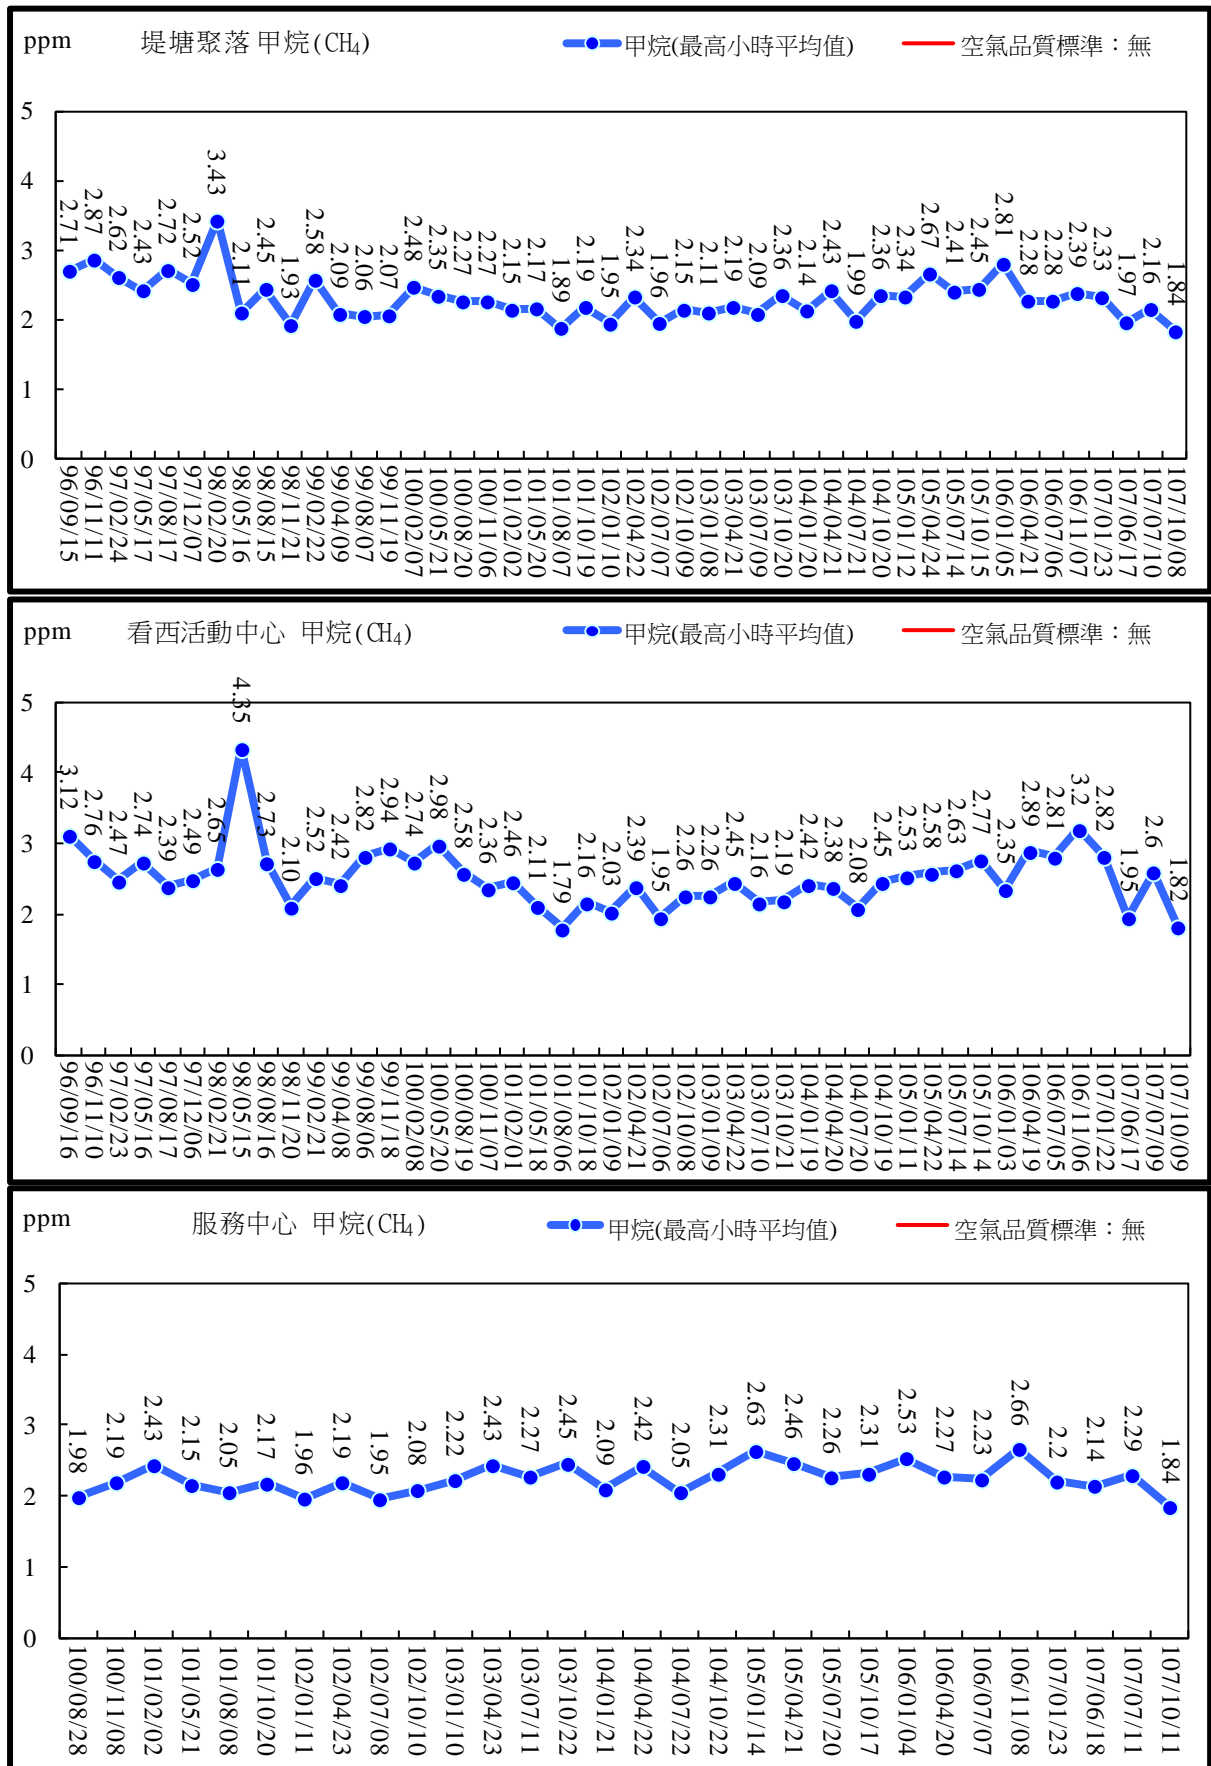 ppm 堤塘聚落 甲烷(CH₄) 甲烷(最高小時平均值) 空氣品質標準：無
5
4
3
2
1
0
2.71 2.87 2.62 2.43 2.72 2.52 3.43 2.11 2.45 1.93 2.58 2.09 2.06 2.07 2.48 2.35 2.27 2.27 2.15 2.17 1.89 2.19 1.95 2.34 1.96 2.15 2.11 2.19 2.09 2.36 2.14 2.43 1.99 2.36 2.34 2.67 2.41 2.45 2.81 2.28 2.28 2.39 2.33 1.97 2.16 1.84
96/09/15 96/11/11 97/02/24 97/05/17 97/08/17 97/12/07 98/02/20 98/05/16 98/08/15 98/11/21 99/02/22 99/04/09 99/08/07 99/11/19 100/02/07 100/05/21 100/08/20 100/11/06 101/02/02 101/05/20 101/08/07 101/10/19 102/01/10 102/04/22 102/07/07 102/10/09 103/01/08 103/04/21 103/07/09 103/10/20 104/01/20 104/04/21 104/07/21 104/10/20 105/01/12 105/04/24 105/07/14 105/10/15 106/01/05 106/04/21 106/07/06 106/11/07 107/01/23 107/06/17 107/07/10 107/10/08
ppm 看西活動中心 甲烷(CH₄) 甲烷(最高小時平均值) 空氣品質標準：無
5
4
3
2
1
0
3.12 2.76 2.47 2.74 2.39 2.49 2.65 4.35 2.73 2.10 2.52 2.42 2.82 2.94 2.74 2.98 2.58 2.36 2.46 2.11 1.79 2.16 2.03 2.39 1.95 2.26 2.26 2.45 2.16 2.19 2.42 2.38 2.08 2.45 2.53 2.58 2.63 2.77 2.35 2.89 2.81 3.2 2.82 1.95 2.6 1.82
96/09/16 96/11/10 97/02/23 97/05/16 97/08/17 97/12/06 98/02/21 98/05/15 98/08/16 98/11/20 99/02/21 99/04/08 99/08/06 99/11/18 100/02/08 100/05/20 100/08/19 100/11/07 101/02/01 101/05/18 101/08/06 101/10/18 102/01/09 102/04/21 102/07/06 102/10/08 103/01/09 103/04/22 103/07/10 103/10/21 104/01/19 104/04/20 104/07/20 104/10/19 105/01/11 105/04/22 105/07/14 105/10/14 106/01/03 106/04/19 106/07/05 106/11/06 107/01/22 107/06/17 107/07/09 107/10/09
ppm 服務中心 甲烷(CH₄) 甲烷(最高小時平均值) 空氣品質標準：無
5
4
3
2
1
0
1.98 2.19 2.43 2.15 2.05 2.17 1.96 2.19 1.95 2.08 2.22 2.43 2.27 2.45 2.09 2.42 2.05 2.31 2.63 2.46 2.26 2.31 2.53 2.27 2.23 2.66 2.2 2.14 2.29 1.84
100/08/28 100/11/08 101/02/02 101/05/21 101/08/08 101/10/20 102/01/11 102/04/23 102/07/08 102/10/10 103/01/10 103/04/23 103/07/11 103/10/22 104/01/21 104/04/22 104/07/22 104/10/22 105/01/14 105/04/21 105/07/20 105/10/17 106/01/04 106/04/20 106/07/07 106/11/08 107/01/23 107/06/18 107/07/11 107/10/11